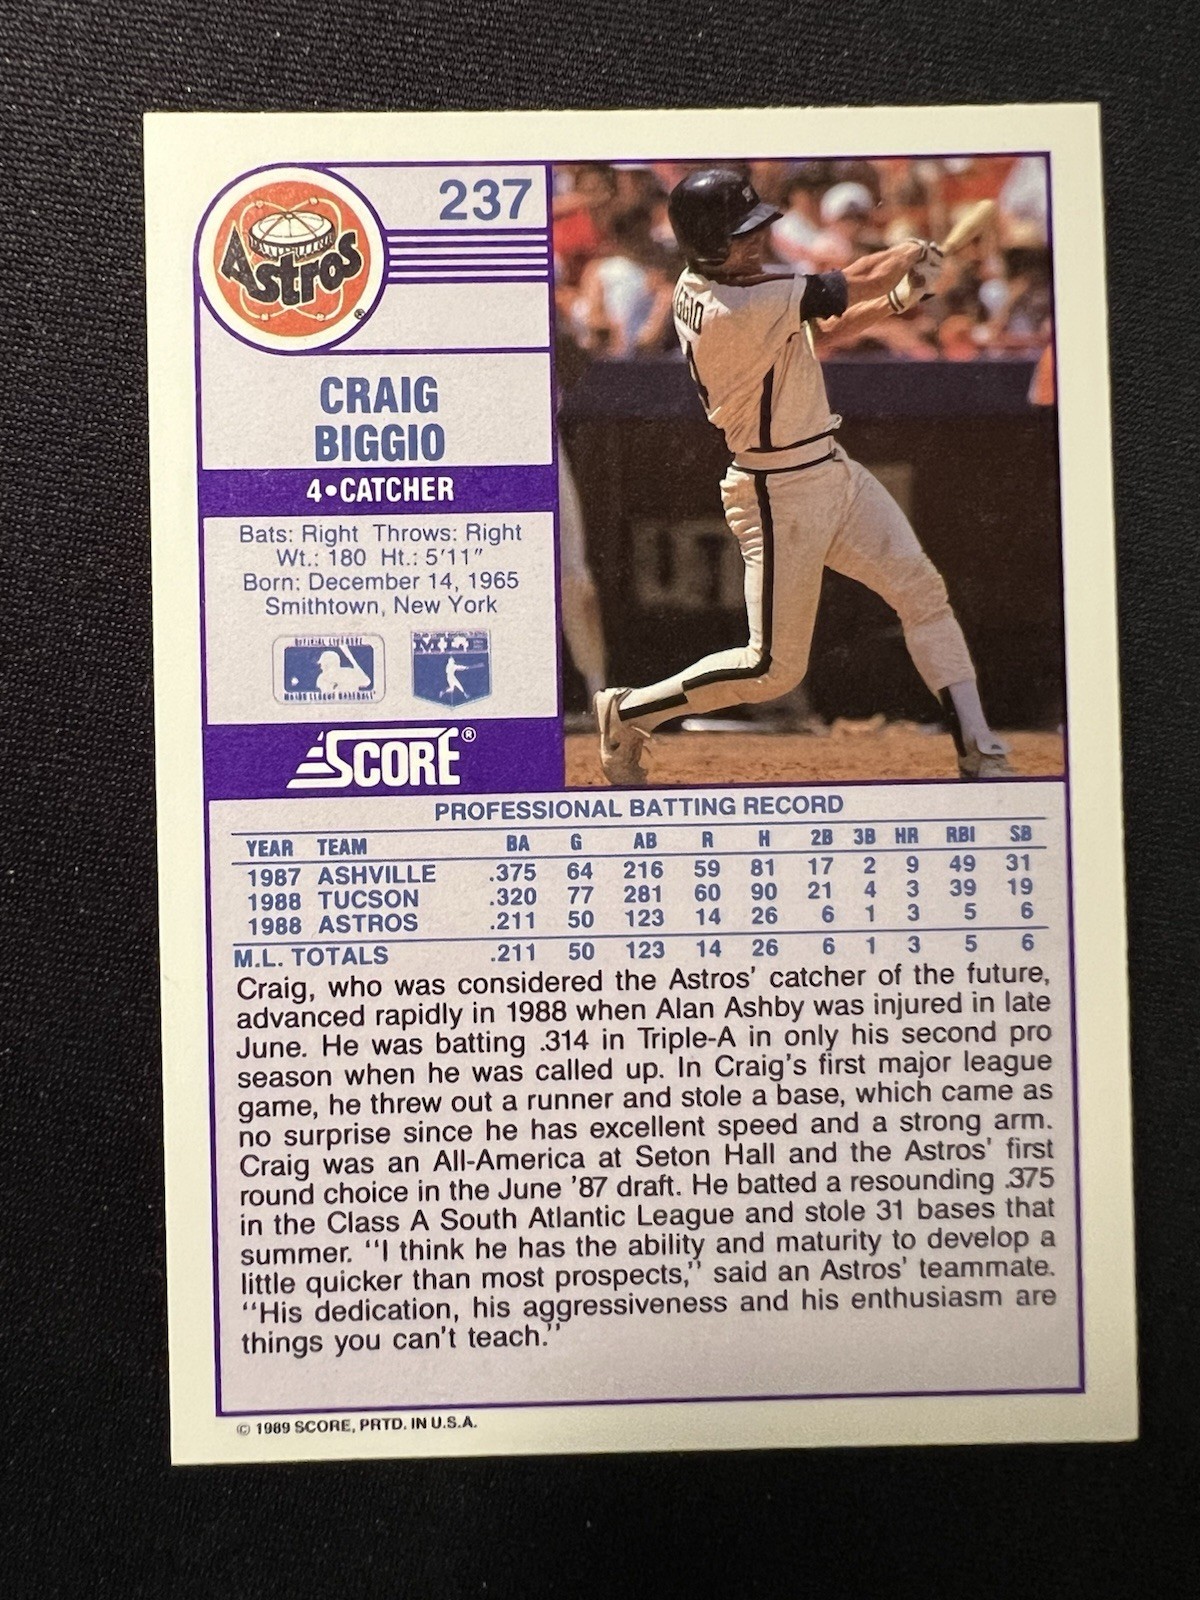 237
Astros
CRAIG
BIGGIO
4•CATCHER
Bats: Right Throws: Right
Wt.: 180 Ht.: 5'11"
Born: December 14, 1965
Smithtown, New York
MLB
MAJOR LEAGUE BASEBALL
SCORE®
PROFESSIONAL BATTING RECORD
YEAR TEAM BA G AB R H 2B 3B HR RBI SB
1987 ASHVILLE .375 64 216 59 81 17 2 9 49 31
1988 TUCSON .320 77 281 60 90 21 4 3 39 19
1988 ASTROS .211 50 123 14 26 6 1 3 5 6
M.L. TOTALS .211 50 123 14 26 6 1 3 5 6
Craig, who was considered the Astros' catcher of the future,
advanced rapidly in 1988 when Alan Ashby was injured in late
June. He was batting .314 in Triple-A in only his second pro
season when he was called up. In Craig's first major league
game, he threw out a runner and stole a base, which came as
no surprise since he has excellent speed and a strong arm.
Craig was an All-America at Seton Hall and the Astros' first
round choice in the June '87 draft. He batted a resounding .375
in the Class A South Atlantic League and stole 31 bases that
summer. "I think he has the ability and maturity to develop a
little quicker than most prospects," said an Astros' teammate.
"His dedication, his aggressiveness and his enthusiasm are
things you can't teach."
© 1989 SCORE, PRTD. IN U.S.A.